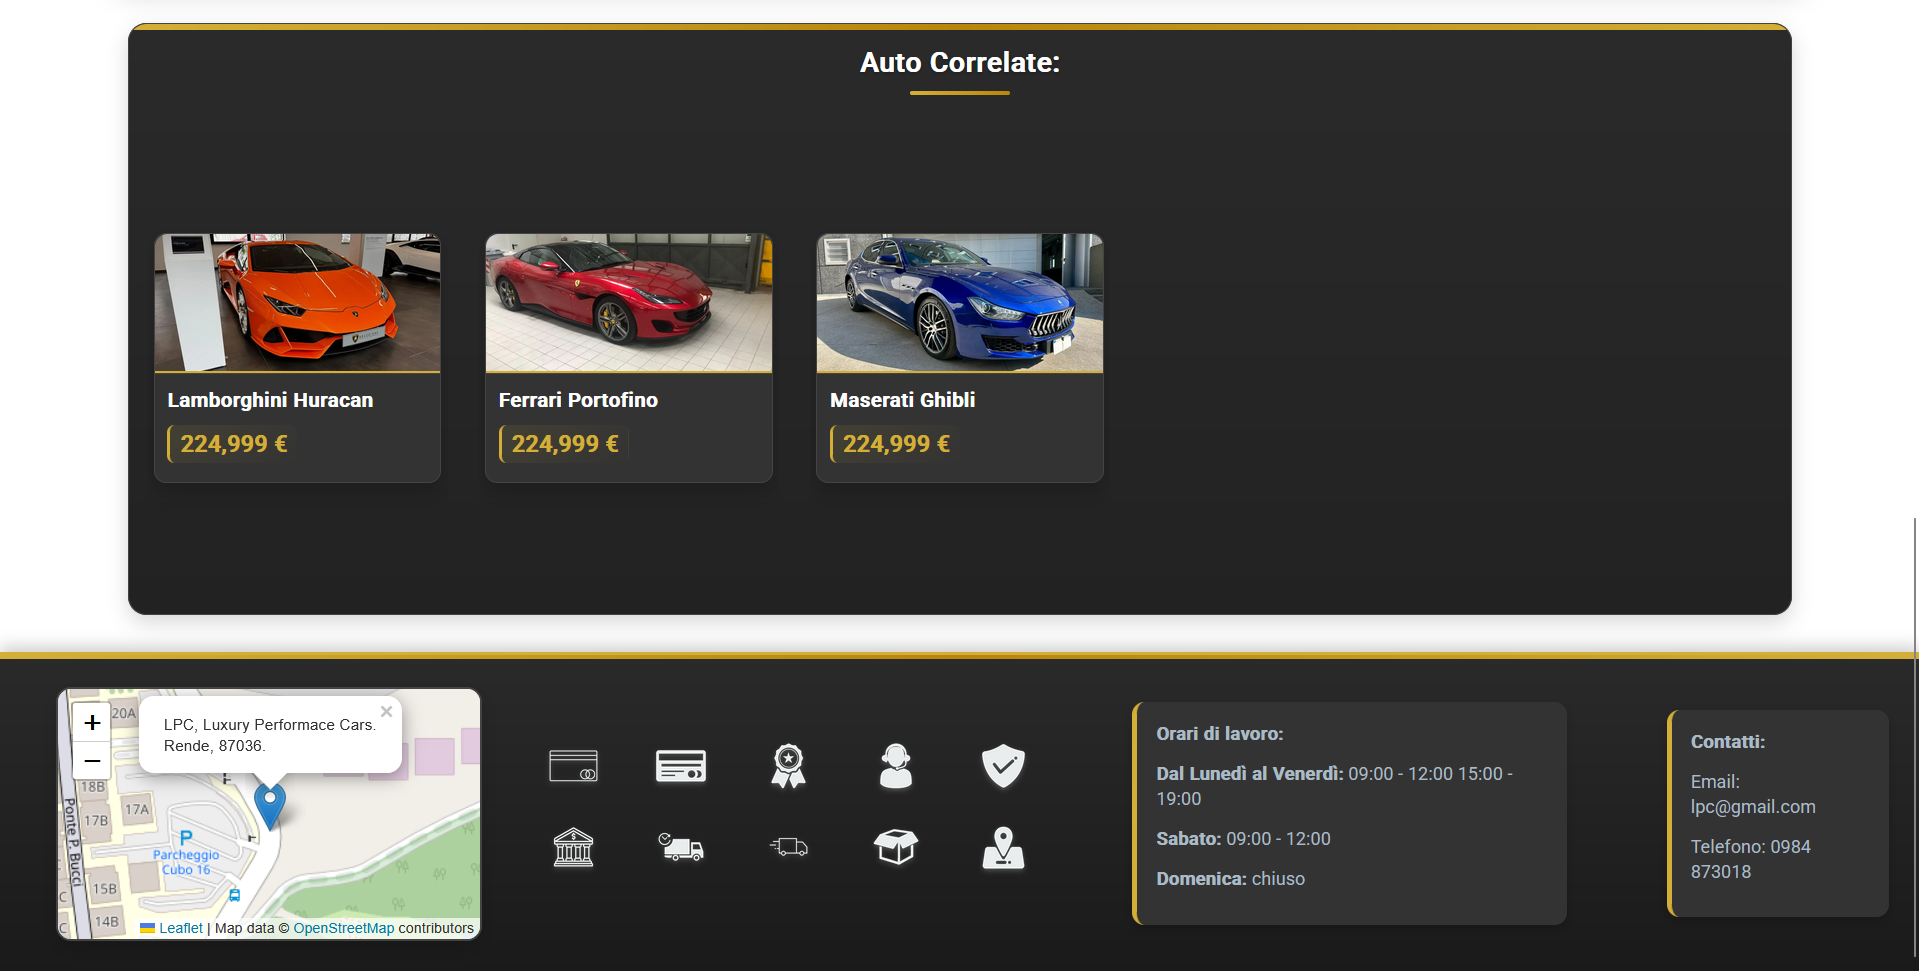 Auto Correlate:
Lamborghini Huracan
224,999 €
Ferrari Portofino
224,999 €
Maserati Ghibli
224,999 €
+
−
LPC, Luxury Performace Cars.
Rende, 87036.
×
20A
18B
17A
17B
15B
14B
C
C
Ponte P. Bucci
P
Parcheggio
Cubo 16
Leaflet | Map data © OpenStreetMap contributors
Orari di lavoro:
Dal Lunedì al Venerdì: 09:00 - 12:00 15:00 -
19:00
Sabato: 09:00 - 12:00
Domenica: chiuso
Contatti:
Email:
lpc@gmail.com
Telefono: 0984
873018